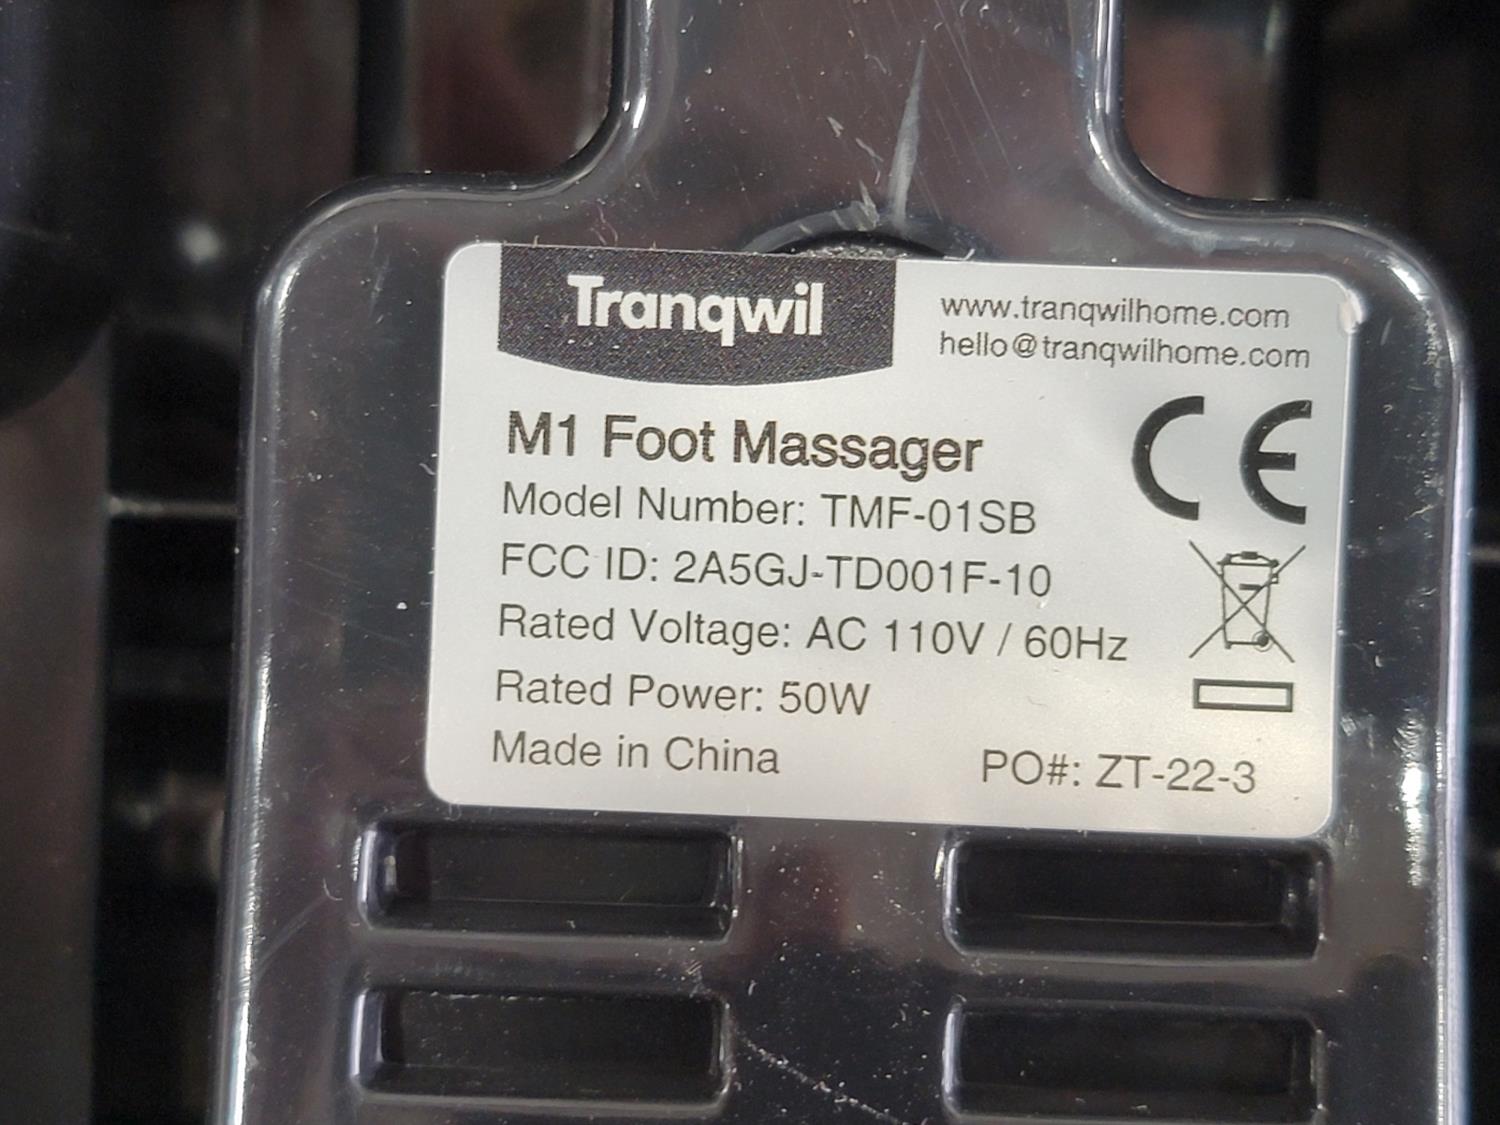 Tranqwil
www.tranqwilhome.com
hello@tranqwilhome.com
M1 Foot Massager
Model Number: TMF-01SB
FCC ID: 2A5GJ-TD001F-10
Rated Voltage: AC 110V / 60Hz
Rated Power: 50W
Made in China
PO#: ZT-22-3
CE